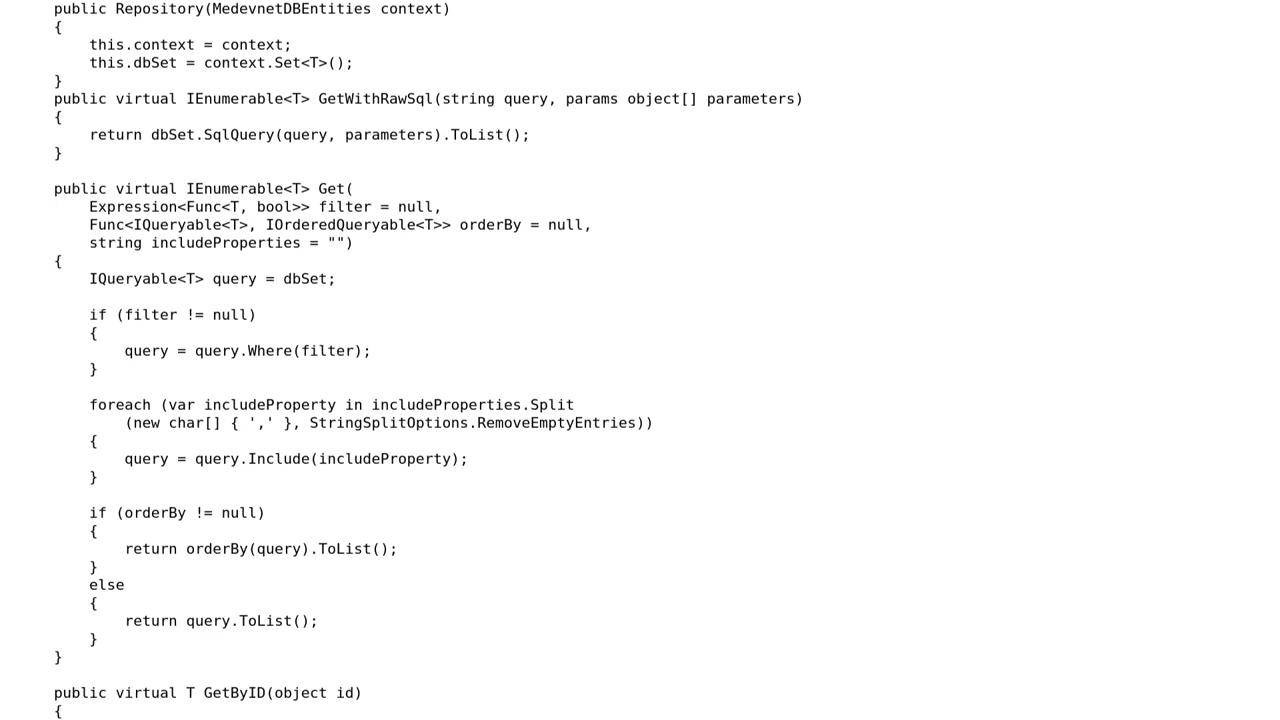 public Repository(MedevnetDBEntities context)
{
this.context = context;
this.dbSet = context.Set<T>();
}
public virtual IEnumerable<T> GetWithRawSql(string query, params object[] parameters)
{
return dbSet.SqlQuery(query, parameters).ToList();
}
public virtual IEnumerable<T> Get(
Expression<Func<T, bool>> filter = null,
Func<IQueryable<T>, IOrderedQueryable<T>> orderBy = null,
string includeProperties = "")
{
IQueryable<T> query = dbSet;
if (filter != null)
{
query = query.Where(filter);
}
foreach (var includeProperty in includeProperties.Split
(new char[] { ',' }, StringSplitOptions.RemoveEmptyEntries))
{
query = query.Include(includeProperty);
}
if (orderBy != null)
{
return orderBy(query).ToList();
}
else
{
return query.ToList();
}
}
public virtual T GetByID(object id)
{